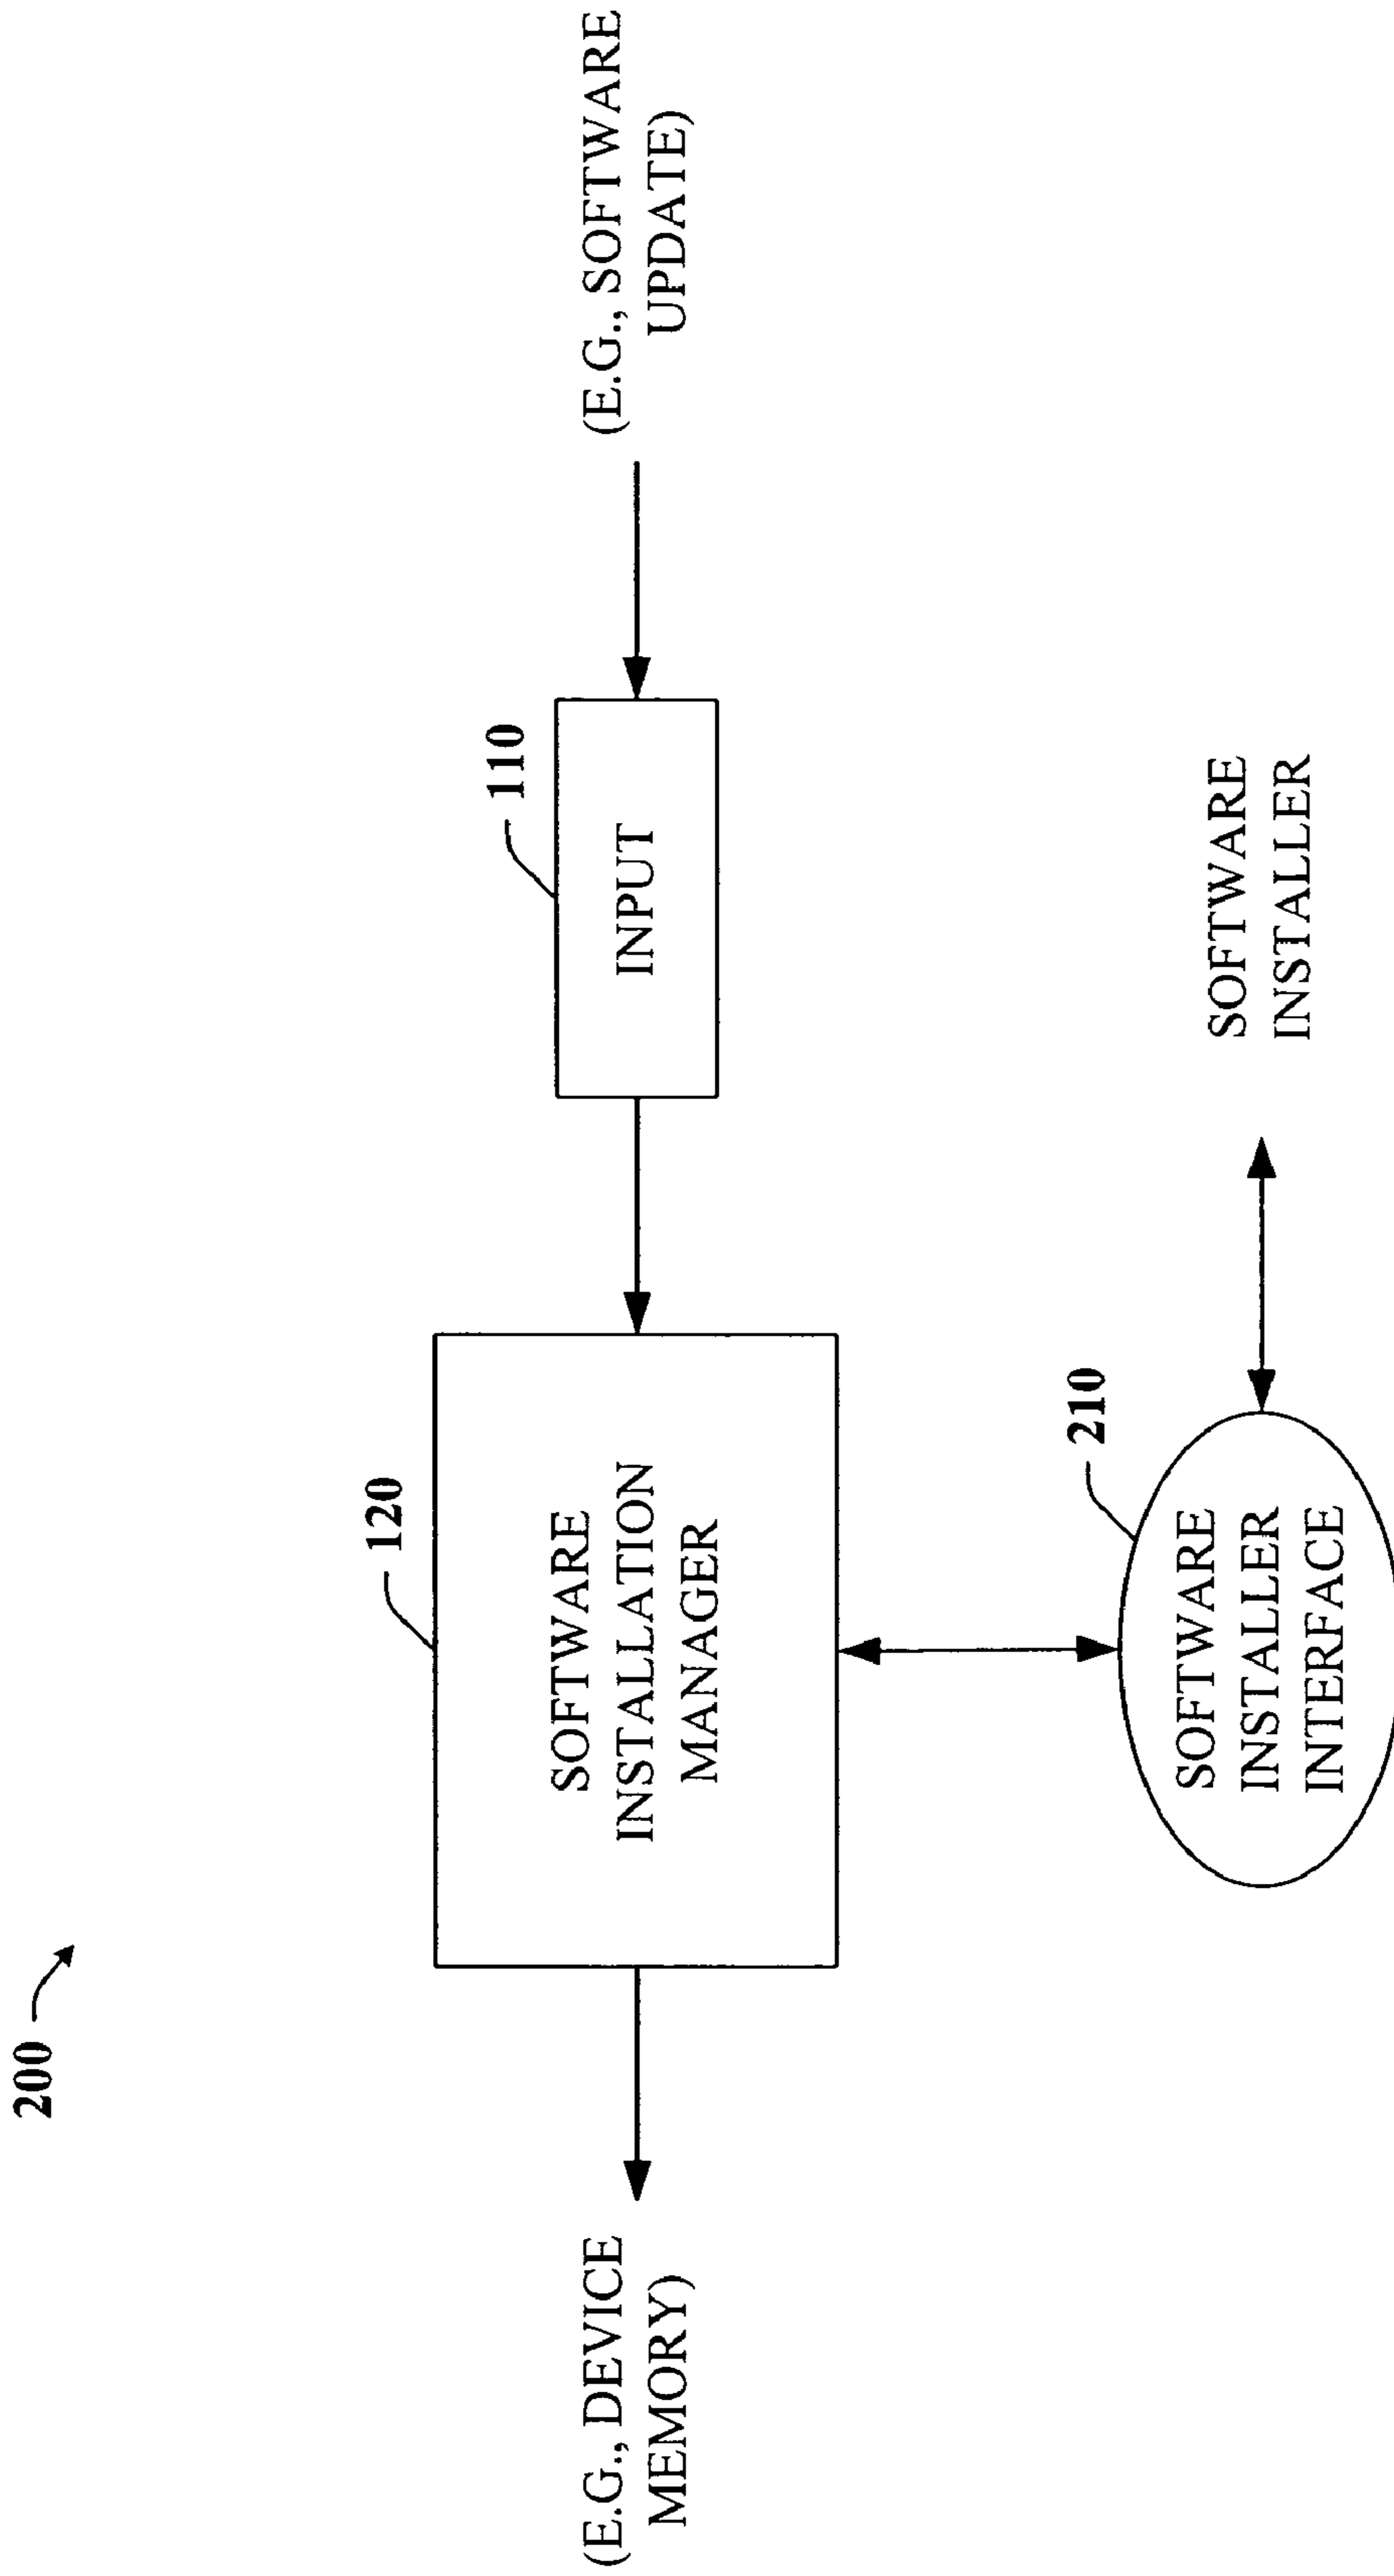 200
120
110
(E.G., DEVICE
MEMORY)
SOFTWARE
INSTALLATION
MANAGER
INPUT
(E.G., SOFTWARE
UPDATE)
210
SOFTWARE
INSTALLER
INTERFACE
SOFTWARE
INSTALLER